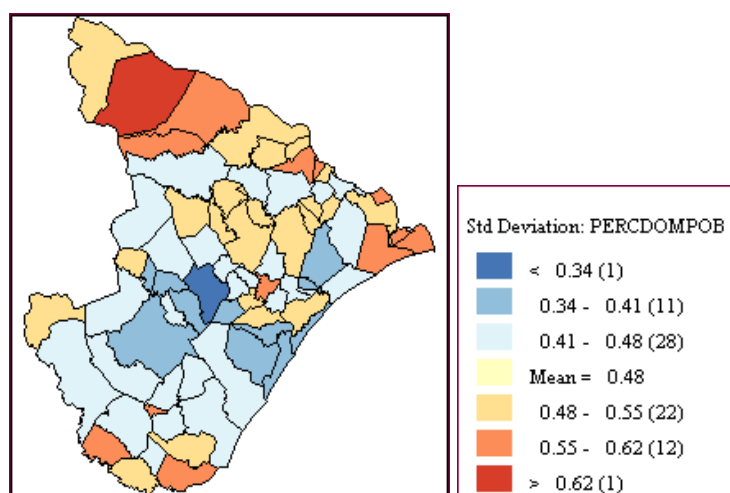 Std Deviation: PERCDOMPOB
< 0.34 (1)
0.34 - 0.41 (11)
0.41 - 0.48 (28)
Mean = 0.48
0.48 - 0.55 (22)
0.55 - 0.62 (12)
> 0.62 (1)